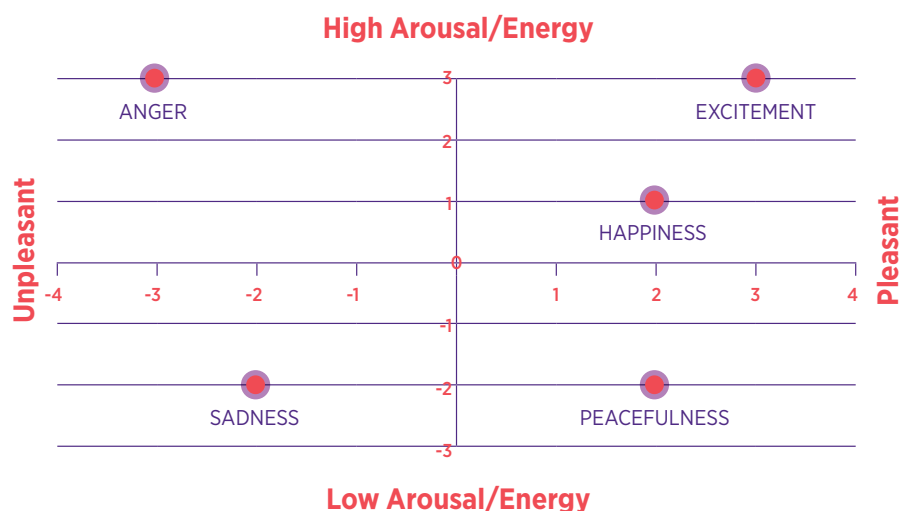 High Arousal/Energy
3
ANGER
EXCITEMENT
2
Unpleasant
Pleasant
1
HAPPINESS
0
-4 -3 -2 -1 1 2 3 4
-1
-2
SADNESS
PEACEFULNESS
-3
Low Arousal/Energy